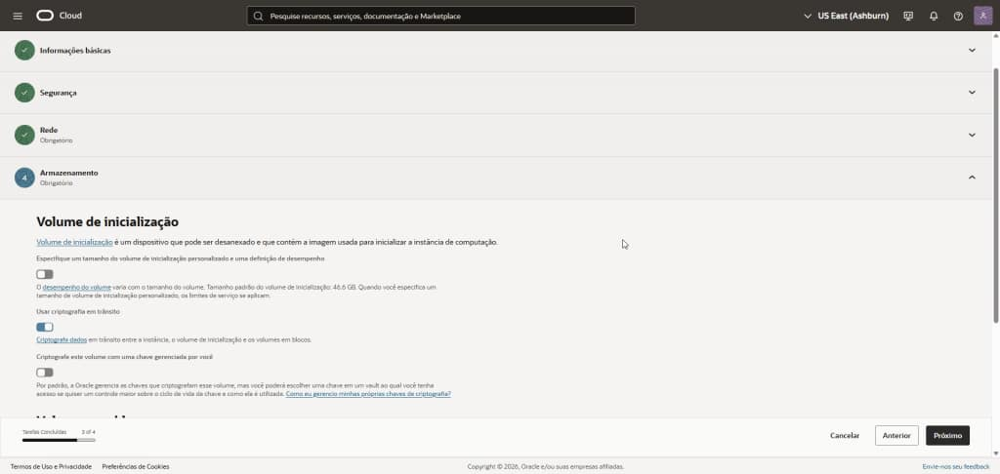 Cloud
Pesquise recursos, serviços, documentação e Marketplace
US East (Ashburn)
Informações básicas
Segurança
Rede
Obrigatório
4
Armazenamento
Obrigatório
Volume de inicialização
Volume de inicialização é um dispositivo que pode ser desanexado e que contém a imagem usada para inicializar a instância de computação.
Especifique um tamanho do volume de inicialização personalizado e uma definição de desempenho
O desempenho do volume varia com o tamanho do volume. Tamanho padrão do volume de inicialização: 46.6 GB. Quando você especifica um
tamanho de volume de inicialização personalizado, os limites de serviço se aplicam.
Usar criptografia em trânsito
Criptografe dados em trânsito entre a instância, o volume de inicialização e os volumes em blocos.
Criptografe este volume com uma chave gerenciada por você
Por padrão, a Oracle gerencia as chaves que criptografam esse volume, mas você poderá escolher uma chave em um vault ao qual você tenha
acesso se quiser um controle maior sobre o ciclo de vida da chave e como ela é utilizada. Como eu gerencio minhas próprias chaves de criptografia?
Tarefas Concluídas 3 of 4
Cancelar
Anterior
Próximo
Termos de Uso e Privacidade
Preferências de Cookies
Copyright © 2026, Oracle e/ou suas empresas afiliadas.
Envie-nos seu feedback